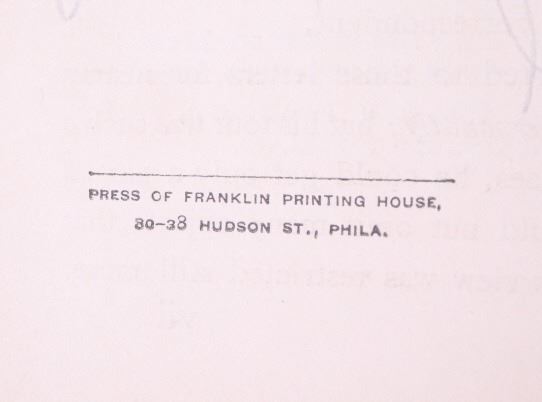 PRESS OF FRANKLIN PRINTING HOUSE,
30-38 HUDSON ST., PHILA.